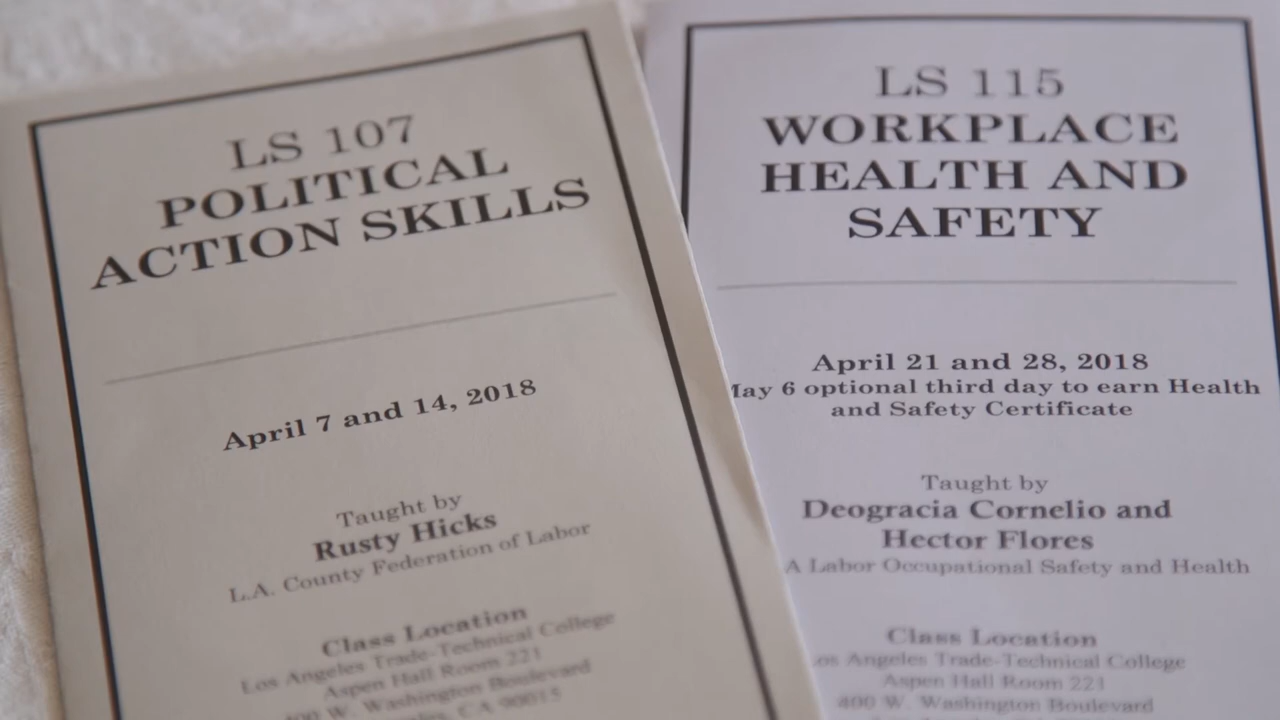 LS 107
POLITICAL
ACTION SKILLS
April 7 and 14, 2018
Taught by
Rusty Hicks
L.A. County Federation of Labor
Class Location
Los Angeles Trade-Technical College
Aspen Hall Room 221
400 W. Washington Boulevard
CA 90015
LS 115
WORKPLACE
HEALTH AND
SAFETY
April 21 and 28, 2018
May 6 optional third day to earn Health
and Safety Certificate
Taught by
Deogracia Cornelio and
Hector Flores
A Labor Occupational Safety and Health
Class Location
Los Angeles Trade-Technical College
Aspen Hall Room 221
400 W. Washington Boulevard